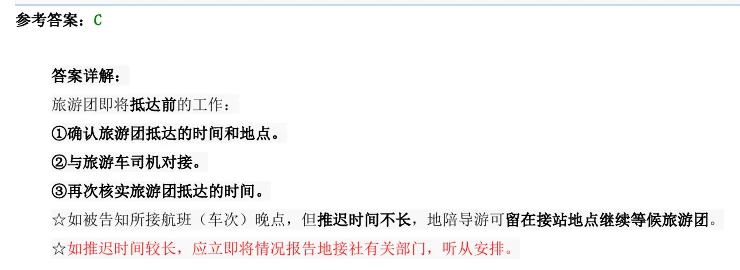 参考答案：C
答案详解：
旅游团即将抵达前的工作：
①确认旅游团抵达的时间和地点。
②与旅游车司机对接。
③再次核实旅游团抵达的时间。
☆如被告知所接航班（车次）晚点，但推迟时间不长，地陪导游可留在接站地点继续等候旅游团。
☆如推迟时间较长，应立即将情况报告地接社有关部门，听从安排。